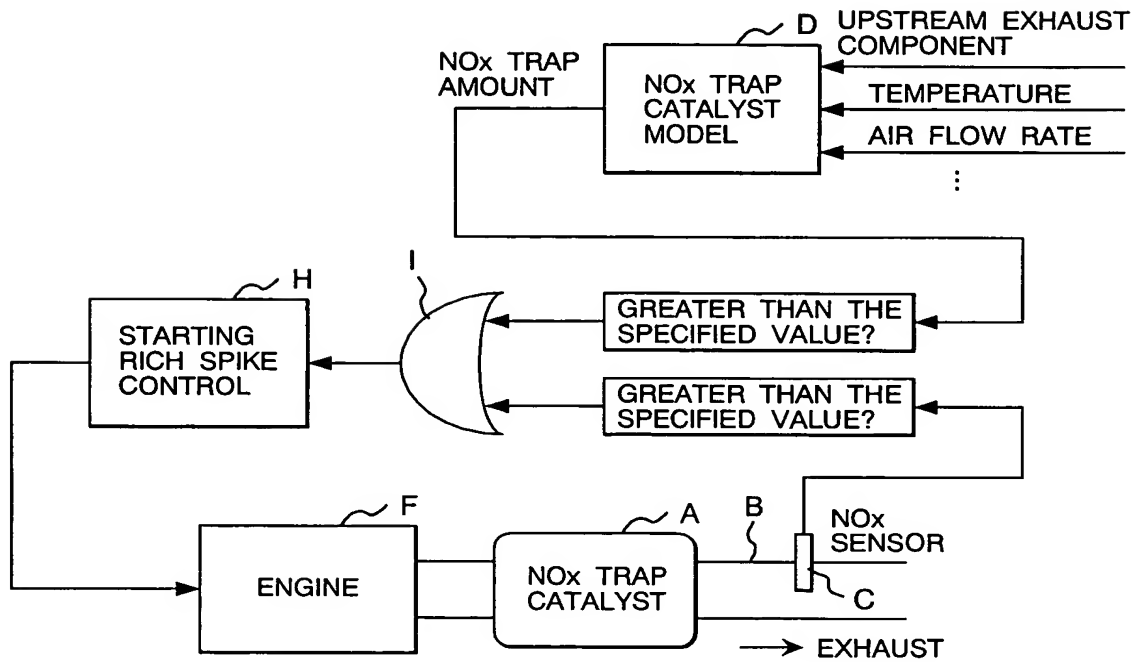 UPSTREAM EXHAUST
COMPONENT
D
NOx TRAP
AMOUNT
NOx TRAP
CATALYST
MODEL
TEMPERATURE
AIR FLOW RATE
⋮
I
H
GREATER THAN THE
SPECIFIED VALUE?
STARTING
RICH SPIKE
CONTROL
GREATER THAN THE
SPECIFIED VALUE?
F
A
B
NOx
SENSOR
ENGINE
NOx TRAP
CATALYST
C
EXHAUST